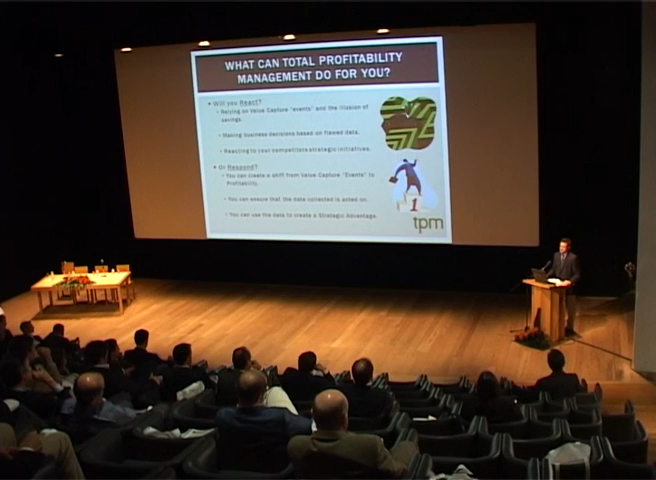 WHAT CAN TOTAL PROFITABILITY
MANAGEMENT DO FOR YOU?
• Will you React?
• Relying on Value Capture "events" and the illusion of
savings.
• Making business decisions based on flawed data.
• Reacting to your competitors strategic initiatives.
• Or Respond?
• You can create a shift from Value Capture "Events" to
Profitability.
• You can ensure that the data collected is acted on.
• You can use the data to create a Strategic Advantage.
1
tpm